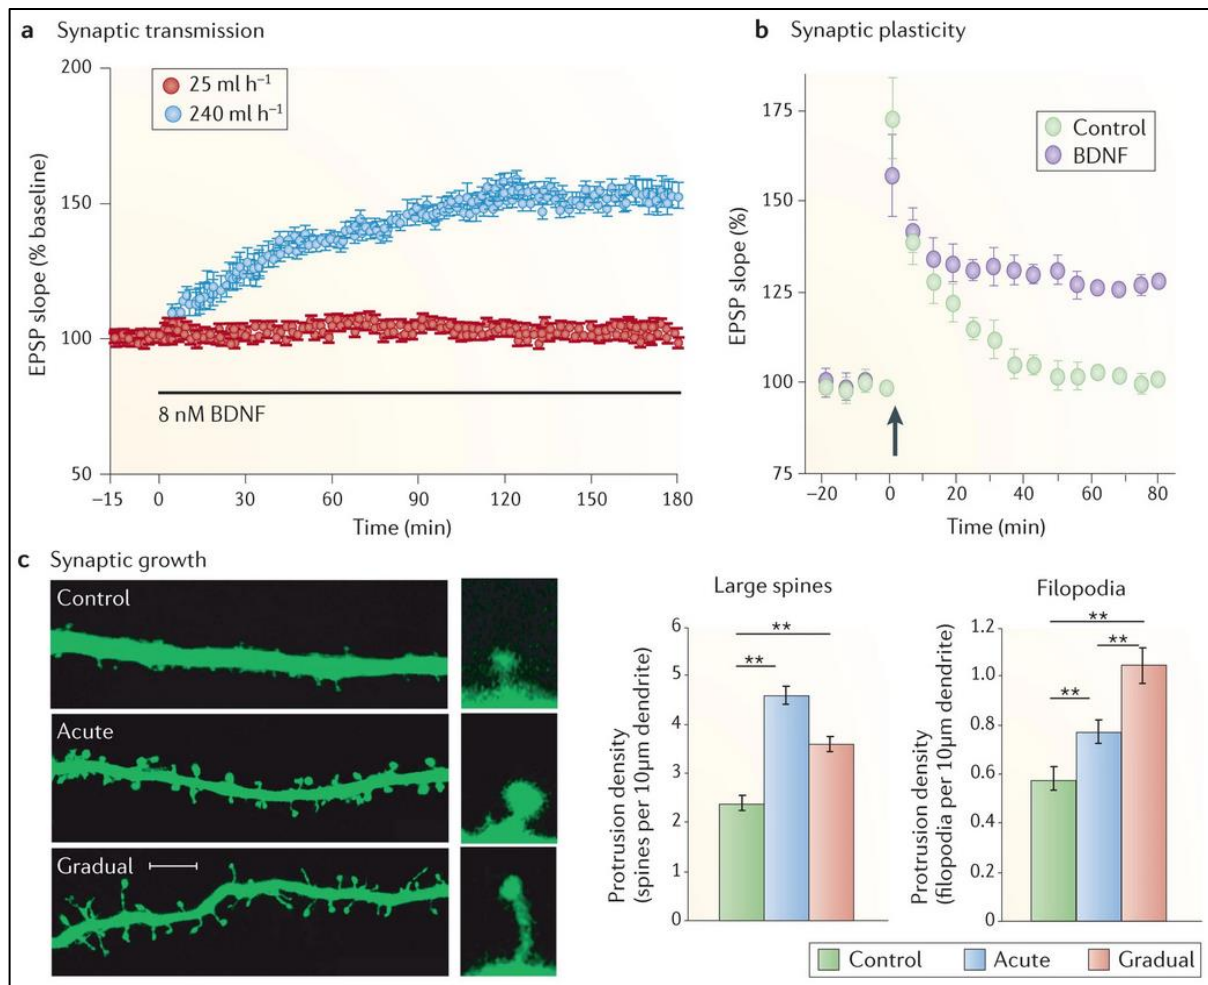 a Synaptic transmission
200
150
100
50
EPSP slope (% baseline)
25 ml h⁻¹
240 ml h⁻¹
8 nM BDNF
−15 0 30 60 90 120 150 180
Time (min)
b Synaptic plasticity
175
150
125
100
75
EPSP slope (%)
Control
BDNF
−20 0 20 40 60 80
Time (min)
c Synaptic growth
Control
Acute
Gradual
Large spines
6
5
4
3
2
0
Protrusion density
(spines per 10µm dendrite)
**
**
Filopodia
1.2
1.0
0.8
0.6
0.4
0.2
0
Protrusion density
(filopodia per 10µm dendrite)
**
**
**
Control Acute Gradual